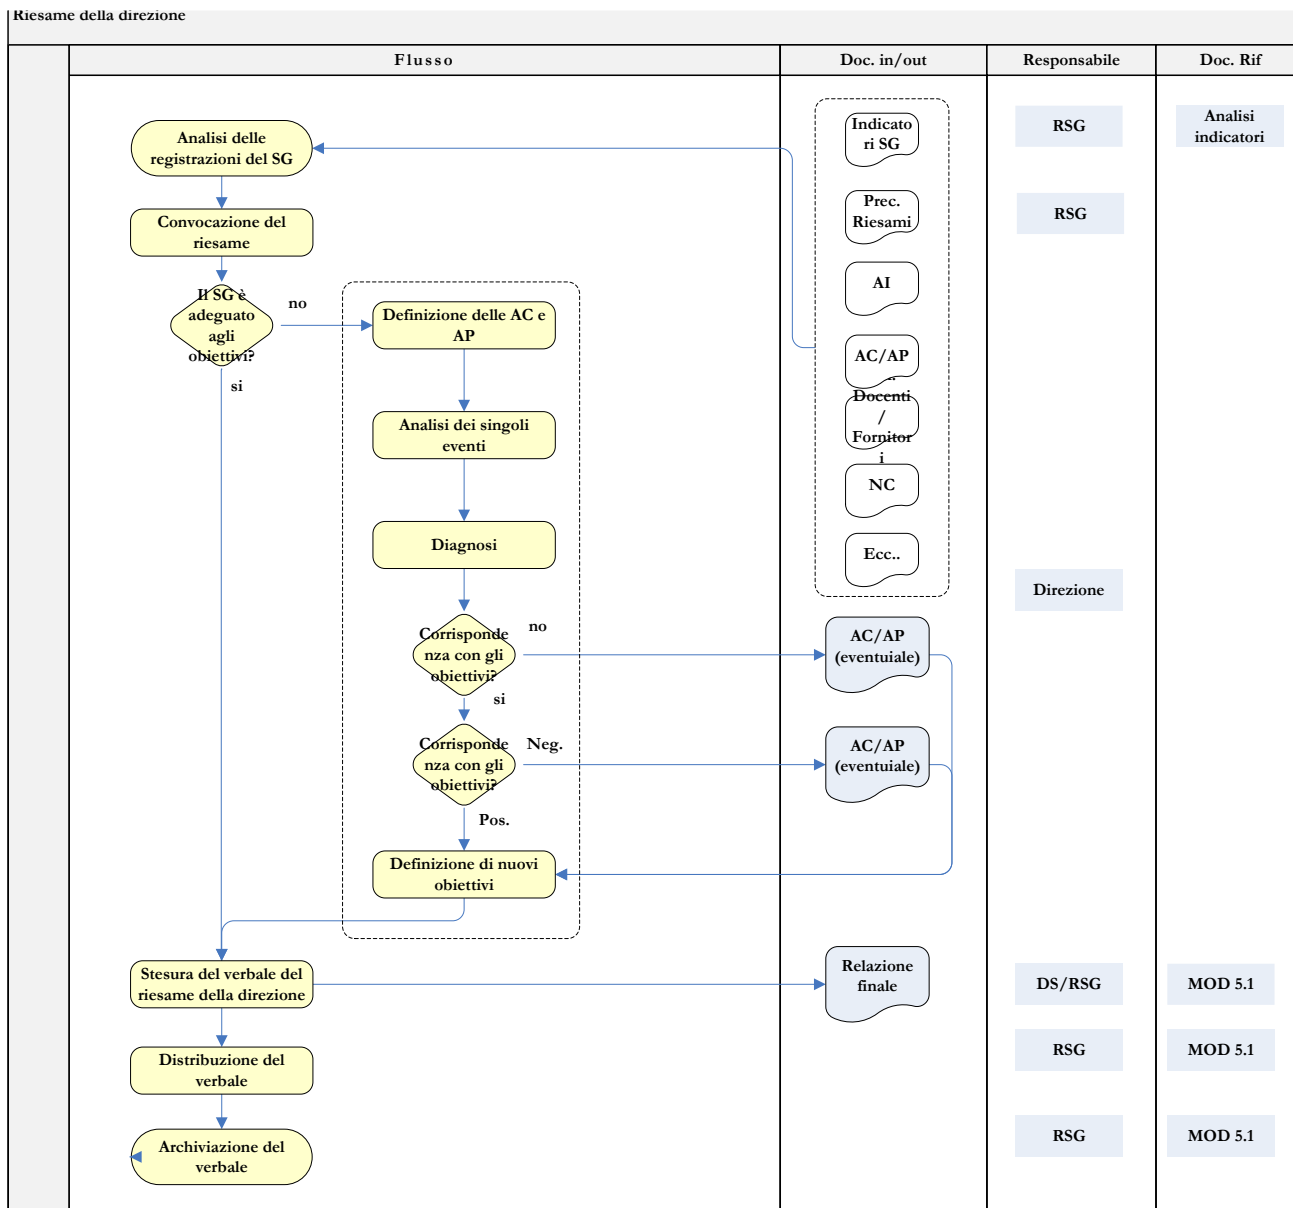 Riesame della direzione
Flusso
Doc. in/out
Responsabile
Doc. Rif
Analisi delle
registrazioni del SG
Indicato
ri SG
RSG
Analisi
indicatori
Convocazione del
riesame
Prec.
Riesami
RSG
Il SG è
adeguato
agli
obiettivi?
no
si
AI
Definizione delle AC e
AP
AC/AP
Docenti
/
Fornitor
i
Analisi dei singoli
eventi
NC
Diagnosi
Ecc..
Direzione
Corrisponde
nza con gli
obiettivi?
no
si
AC/AP
(eventuiale)
Corrisponde
nza con gli
obiettivi?
Neg.
Pos.
AC/AP
(eventuiale)
Definizione di nuovi
obiettivi
Stesura del verbale del
riesame della direzione
Relazione
finale
DS/RSG
MOD 5.1
Distribuzione del
verbale
RSG
MOD 5.1
Archiviazione del
verbale
RSG
MOD 5.1